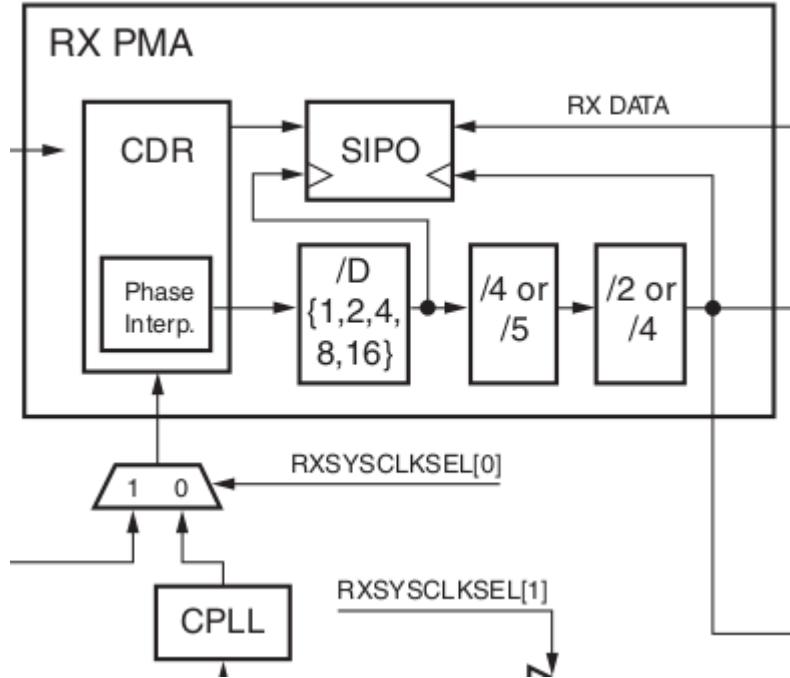 RX PMA
CDR
SIPO
RX DATA
Phase
Interp.
/D
{1,2,4,
8,16}
/4 or
/5
/2 or
/4
1 0
RXSYSCLKSEL[0]
RXSYSCLKSEL[1]
CPLL